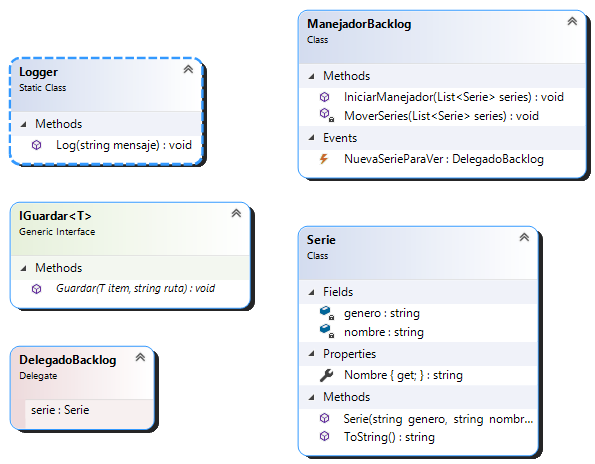 Logger
Static Class
Methods
Log(string mensaje) : void
IGuardar<T>
Generic Interface
Methods
Guardar(T item, string ruta) : void
DelegadoBacklog
Delegate
serie : Serie
ManejadorBacklog
Class
Methods
IniciarManejador(List<Serie> series) : void
MoverSeries(List<Serie> series) : void
Events
NuevaSerieParaVer : DelegadoBacklog
Serie
Class
Fields
genero : string
nombre : string
Properties
Nombre { get; } : string
Methods
Serie(string genero, string nombr...
ToString() : string